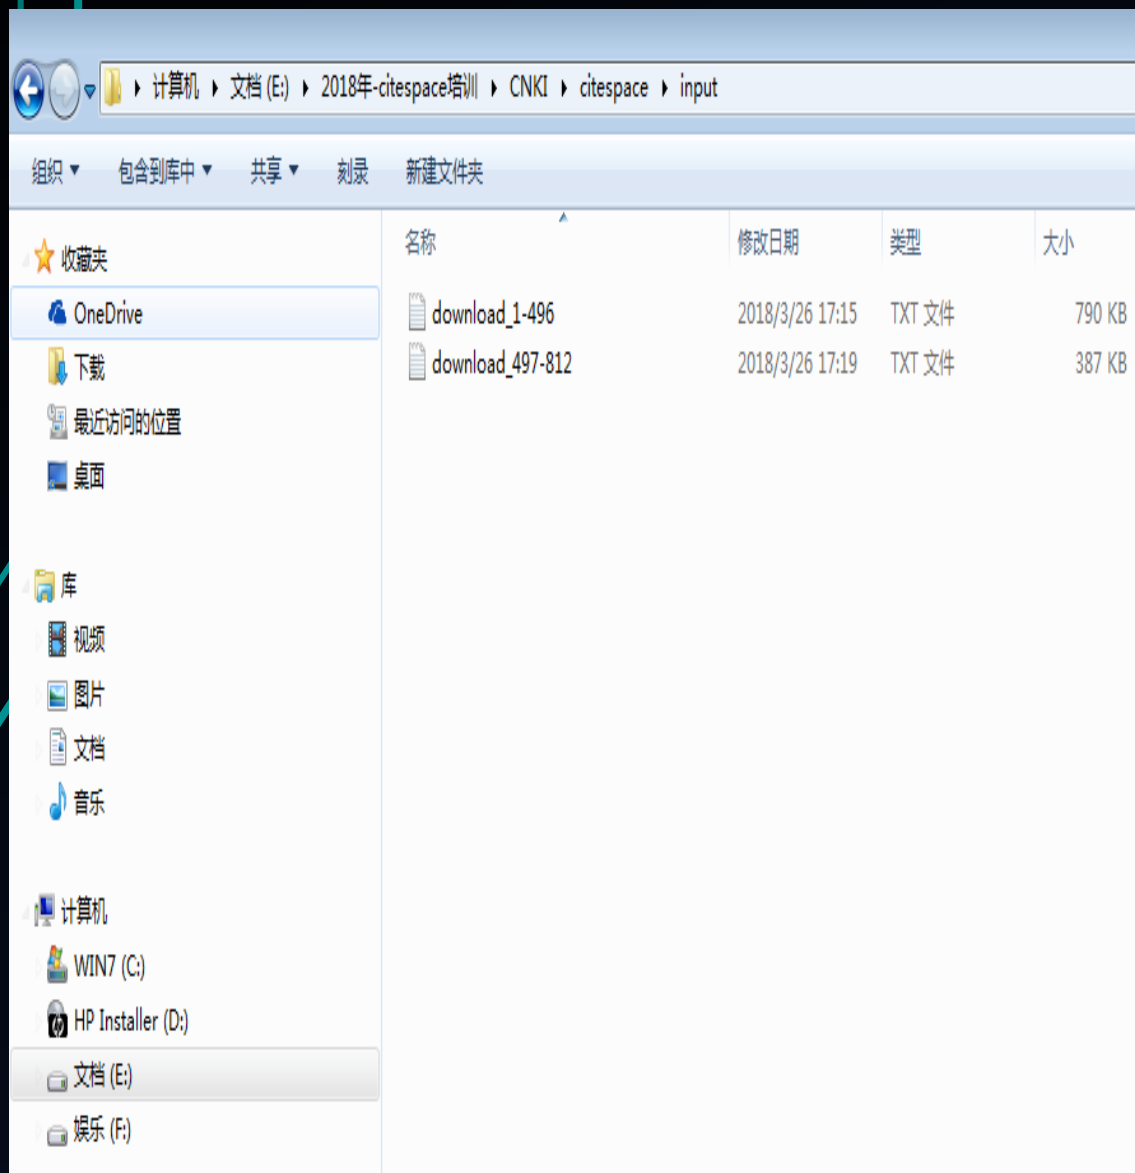 计算机 文档 (E:) 2018年-citespace培训 CNKI citespace input
组织 包含到库中 共享 刻录 新建文件夹
名称 修改日期 类型 大小
download_1-496 2018/3/26 17:15 TXT 文件 790 KB
download_497-812 2018/3/26 17:19 TXT 文件 387 KB
收藏夹
OneDrive
下载
最近访问的位置
桌面
库
视频
图片
文档
音乐
计算机
WIN7 (C:)
HP Installer (D:)
文档 (E:)
娱乐 (F:)